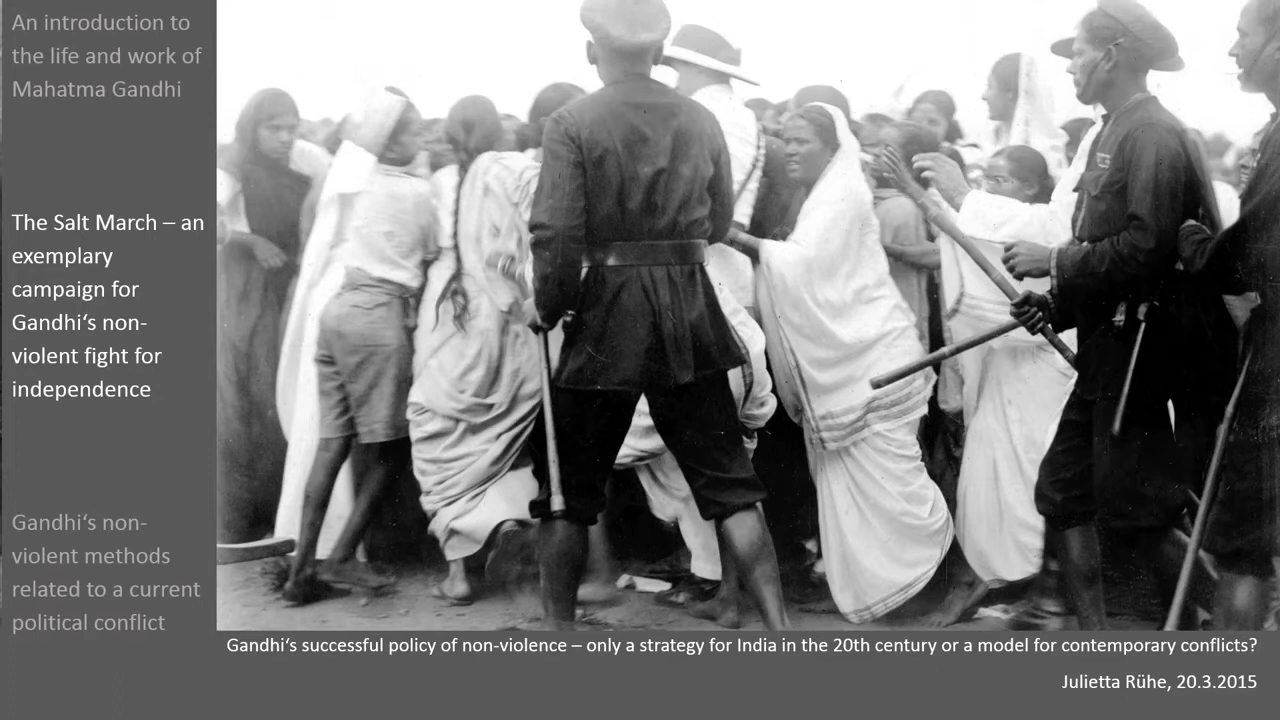 An introduction to
the life and work of
Mahatma Gandhi
The Salt March – an
exemplary
campaign for
Gandhi‘s non-
violent fight for
independence
Gandhi‘s non-
violent methods
related to a current
political conflict
Gandhi‘s successful policy of non-violence – only a strategy for India in the 20th century or a model for contemporary conflicts?
Julietta Rühe, 20.3.2015